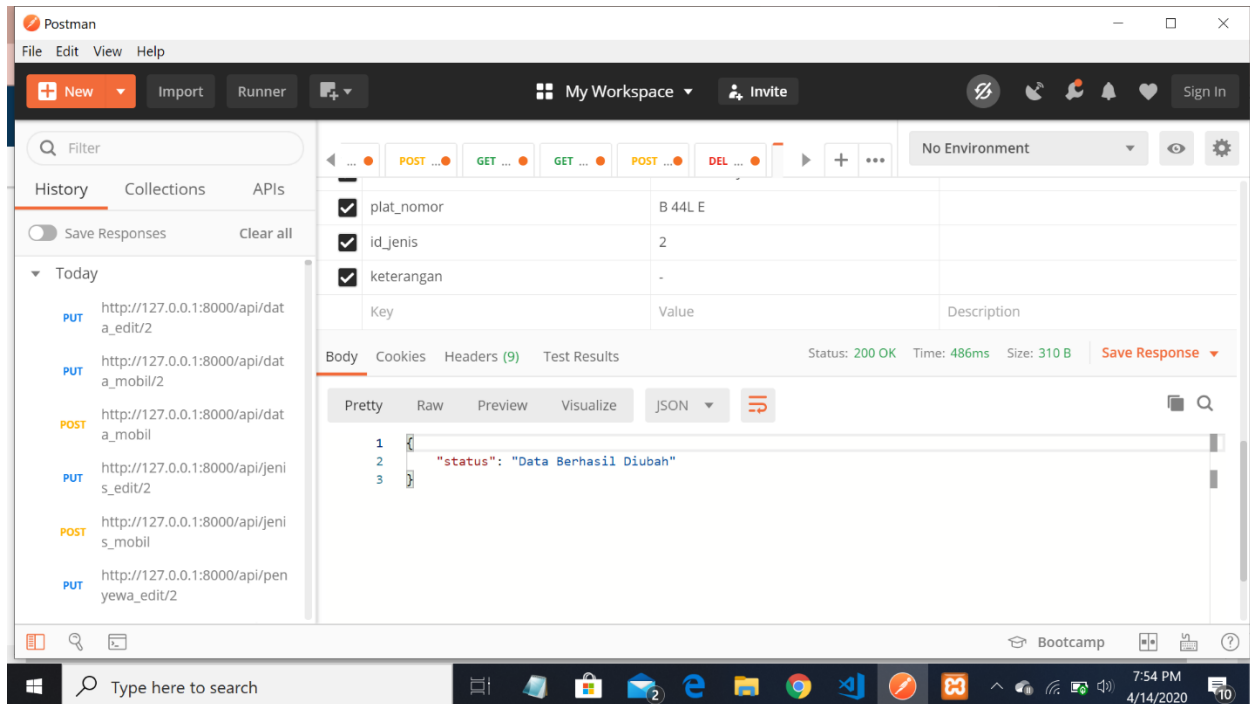 Postman
File Edit View Help
New Import Runner My Workspace Invite Sign In
Filter
History Collections APIs
Save Responses Clear all
Today
PUT http://127.0.0.1:8000/api/dat
a_edit/2
PUT http://127.0.0.1:8000/api/dat
a_mobil/2
POST http://127.0.0.1:8000/api/dat
a_mobil
PUT http://127.0.0.1:8000/api/jeni
s_edit/2
POST http://127.0.0.1:8000/api/jeni
s_mobil
PUT http://127.0.0.1:8000/api/pen
yewa_edit/2
... POST ... GET ... GET ... POST ... DEL ... + ••• No Environment
plat_nomor B 44L E
id_jenis 2
keterangan -
Key Value Description
Body Cookies Headers (9) Test Results Status: 200 OK Time: 486ms Size: 310 B Save Response
Pretty Raw Preview Visualize JSON
1 {
2 "status": "Data Berhasil Diubah"
3 }
Bootcamp ?
Type here to search
2
7:54 PM
4/14/2020
10